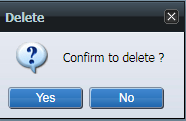 Delete
Confirm to delete ?
Yes
No